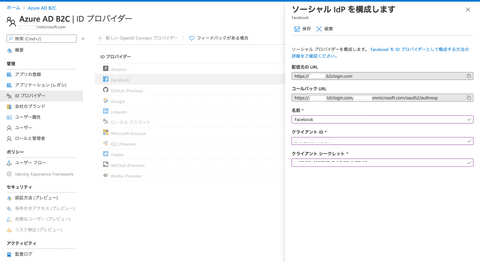 ホーム > Azure AD B2C >
Azure AD B2C | ID プロバイダー
.onmicrosoft.com
検索 (Cmd+/)
新しい OpenID Connect プロバイダー
フィードバックがある場合
概要
管理
アプリの登録
アプリケーション (レガシ)
ID プロバイダー
会社のブランド
ユーザー属性
ユーザー
ロールと管理者
ポリシー
ユーザー フロー
Identity Experience Framework
セキュリティ
認証方法 (プレビュー)
条件付きアクセス (プレビュー)
危険なユーザー (プレビュー)
リスク検出 (プレビュー)
アクティビティ
監査ログ
ID プロバイダー
Amazon
Facebook
GitHub (Preview)
Google
LinkedIn
ローカル アカウント
Microsoft Account
QQ (Preview)
Twitter
WeChat (Preview)
Weibo (Preview)
ソーシャル IdP を構成します
Facebook
保存
破棄
ソーシャル プロバイダーを構成します。Facebook を ID プロバイダーとして構成する方法の
詳細をご確認ください。
配信元の URL
https:// .b2clogin.com
コールバック URL
https:// .b2clogin.com/ .onmicrosoft.com/oauth2/authresp
名前 *
Facebook
クライアント ID *
クライアント シークレット *